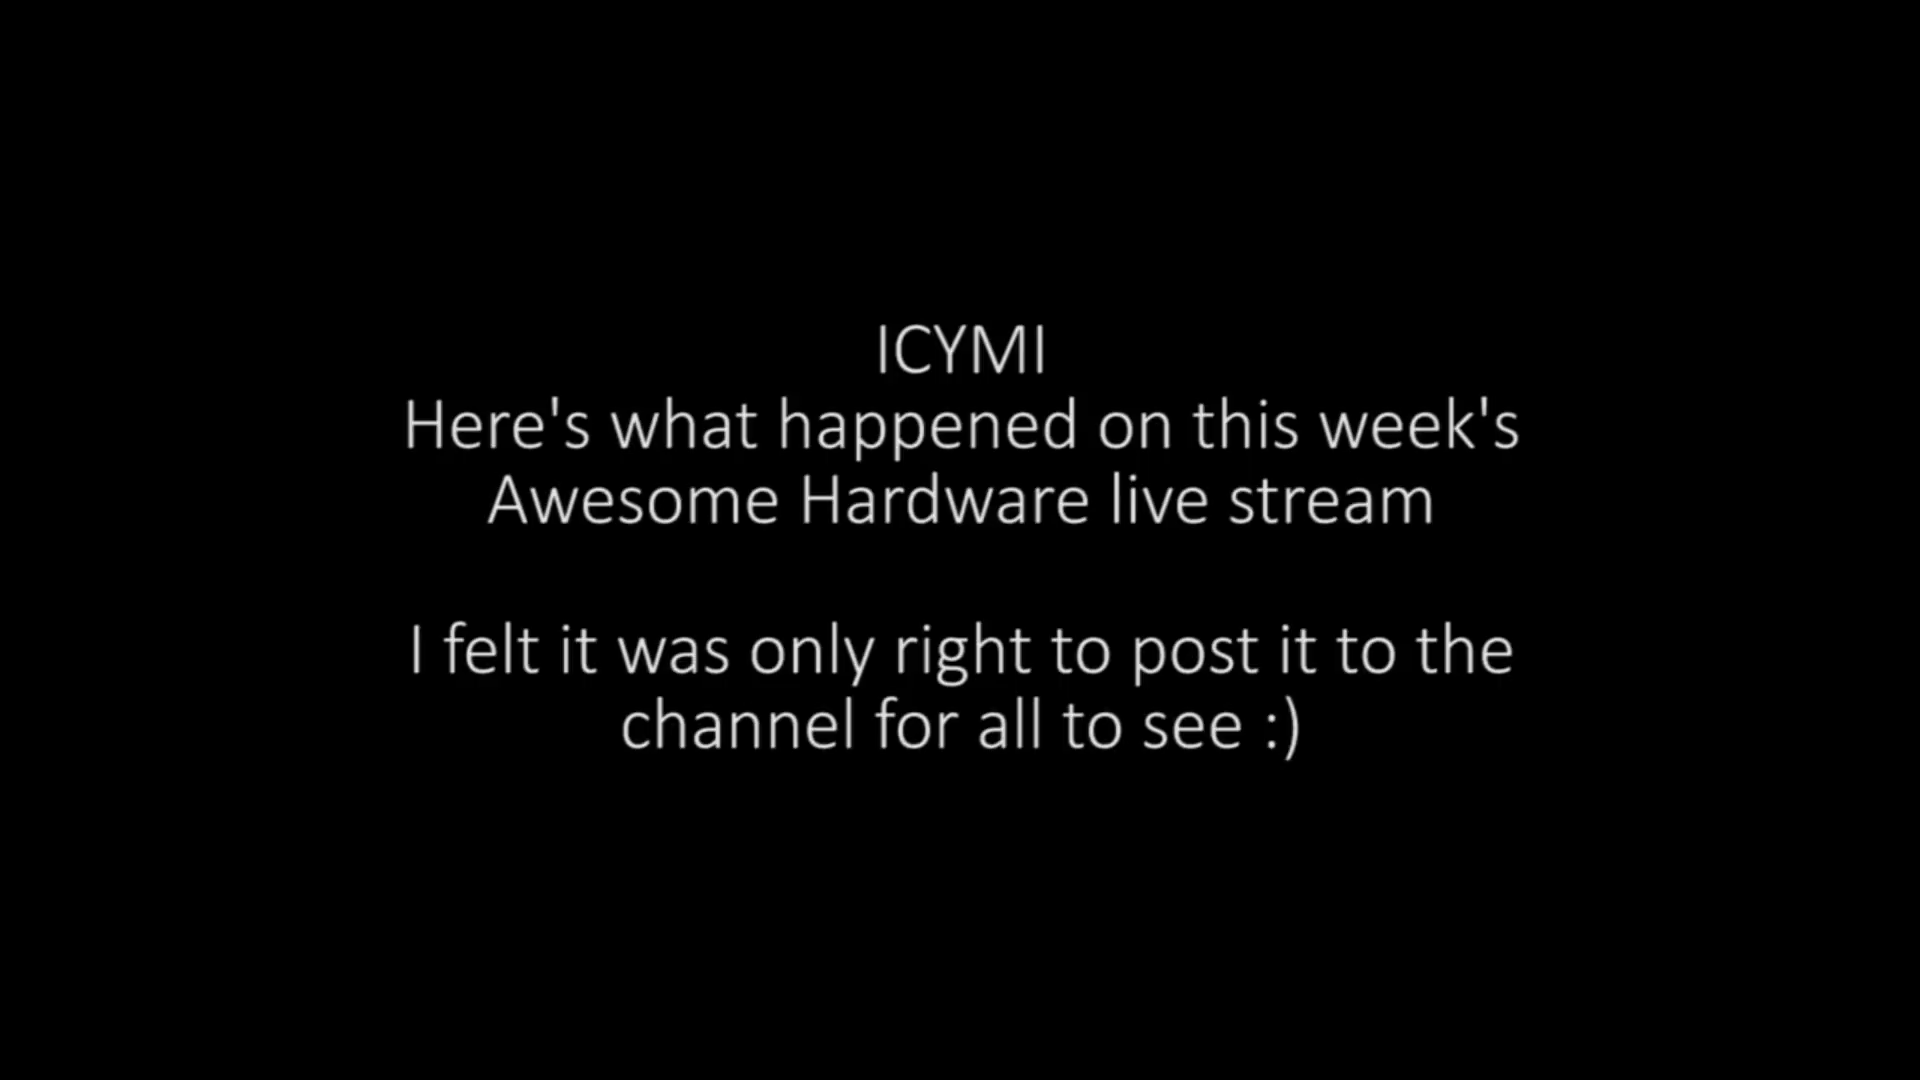 ICYMI
Here's what happened on this week's
Awesome Hardware live stream
I felt it was only right to post it to the
channel for all to see :)